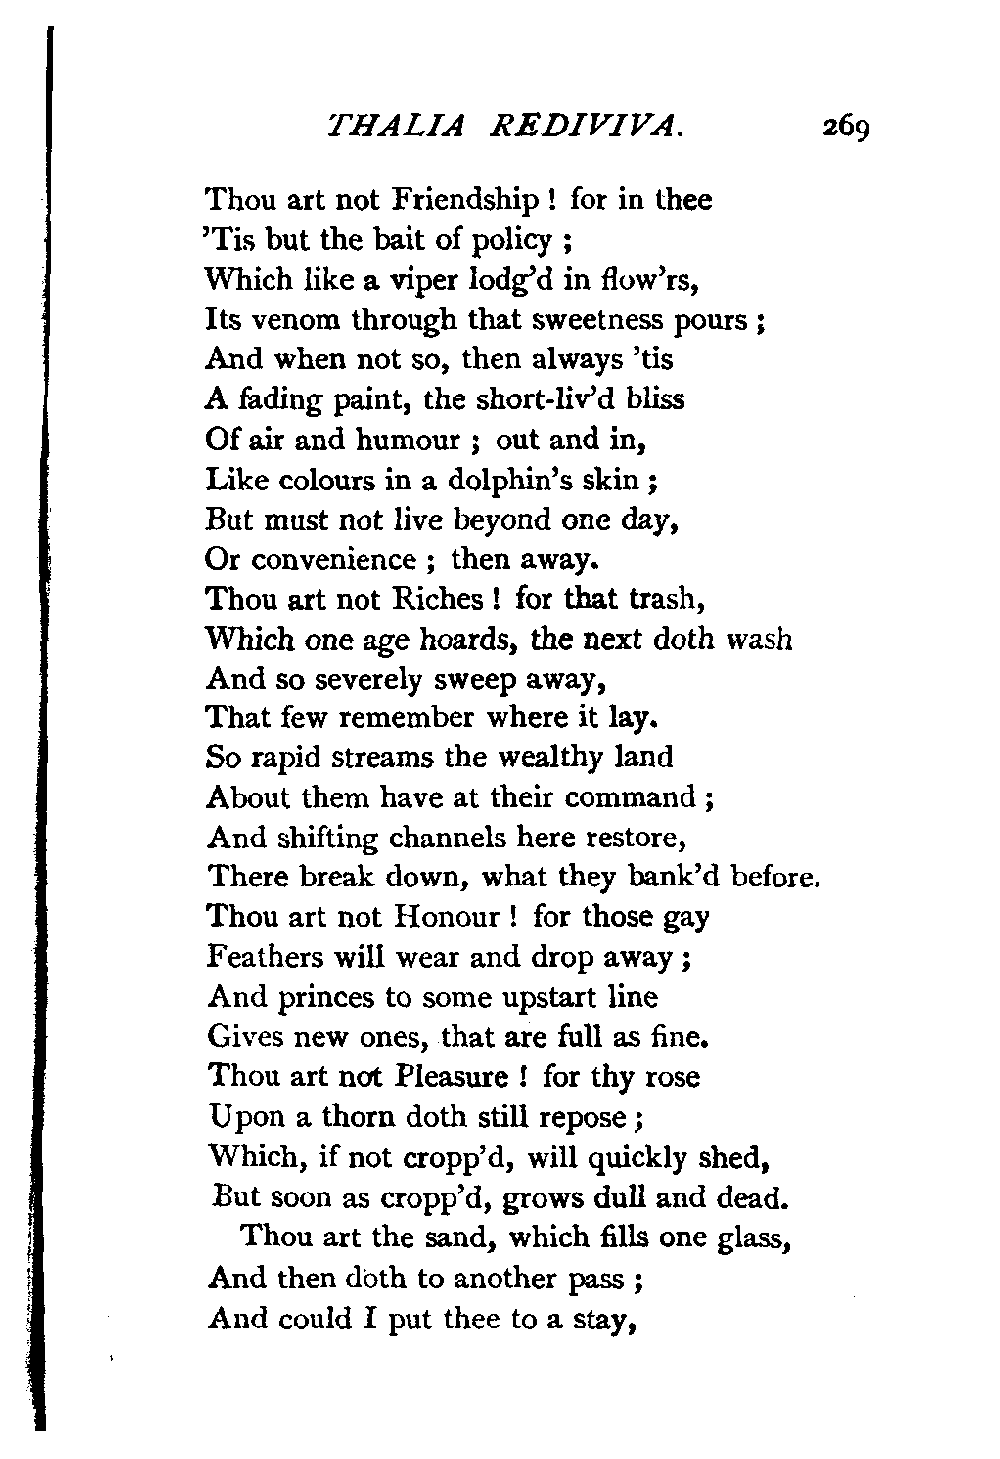 THALIA REDIVIVA. 269
Thou art not Friendship ! for in thee
’Tis but the bait of policy ;
Which like a viper lodg’d in flow’rs,
Its venom through that sweetness pours ;
And when not so, then always ’tis
A fading paint, the short-liv’d bliss
Of air and humour ; out and in,
Like colours in a dolphin’s skin ;
But must not live beyond one day,
Or convenience ; then away.
Thou art not Riches ! for that trash,
Which one age hoards, the next doth wash
And so severely sweep away,
That few remember where it lay.
So rapid streams the wealthy land
About them have at their command ;
And shifting channels here restore,
There break down, what they bank’d before.
Thou art not Honour ! for those gay
Feathers will wear and drop away ;
And princes to some upstart line
Gives new ones, that are full as fine.
Thou art not Pleasure ! for thy rose
Upon a thorn doth still repose ;
Which, if not cropp’d, will quickly shed,
But soon as cropp’d, grows dull and dead.
Thou art the sand, which fills one glass,
And then doth to another pass ;
And could I put thee to a stay,